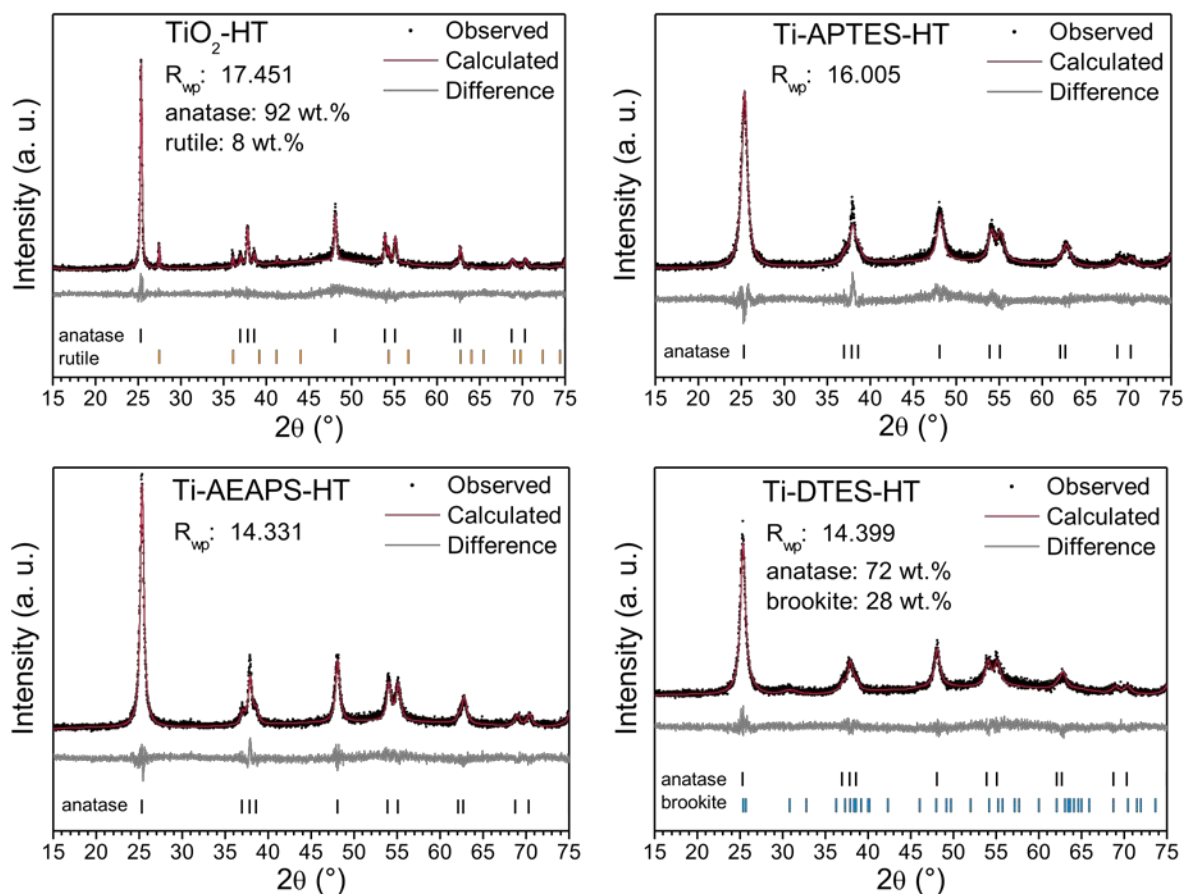 TiO₂-HT
Observed
Calculated
Difference
R_wp: 17.451
anatase: 92 wt.%
rutile: 8 wt.%
Intensity (a. u.)
anatase
rutile
15 25 30 35 40 45 50 55 60 65 70 75
2θ (°)
Ti-APTES-HT
Observed
Calculated
Difference
R_wp: 16.005
Intensity (a. u.)
anatase
15 20 25 30 35 40 45 50 55 60 65 70 75
2θ (°)
Ti-AEAPS-HT
Observed
Calculated
Difference
R_wp: 14.331
Intensity (a. u.)
anatase
15 20 25 30 35 40 45 50 55 60 65 70 75
2θ (°)
Ti-DTES-HT
Observed
Calculated
Difference
R_wp: 14.399
anatase: 72 wt.%
brookite: 28 wt.%
Intensity (a. u.)
anatase
brookite
15 20 25 30 35 40 45 50 55 60 65 70 75
2θ (°)